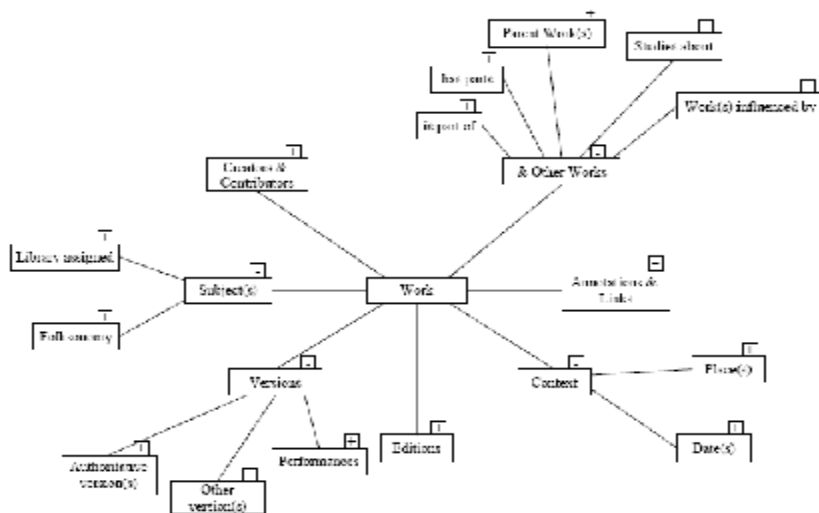 Parent Work(s)
Studies about
has parts
Work(s) influenced by
is part of
& Other Works
Creators &
Contributors
Library assigned
Subject(s)
Work
Annotations &
Links
Folksonomy
Versions
Context
Place(s)
Authoritative
version(s)
Other
version(s)
Performances
Editions
Date(s)